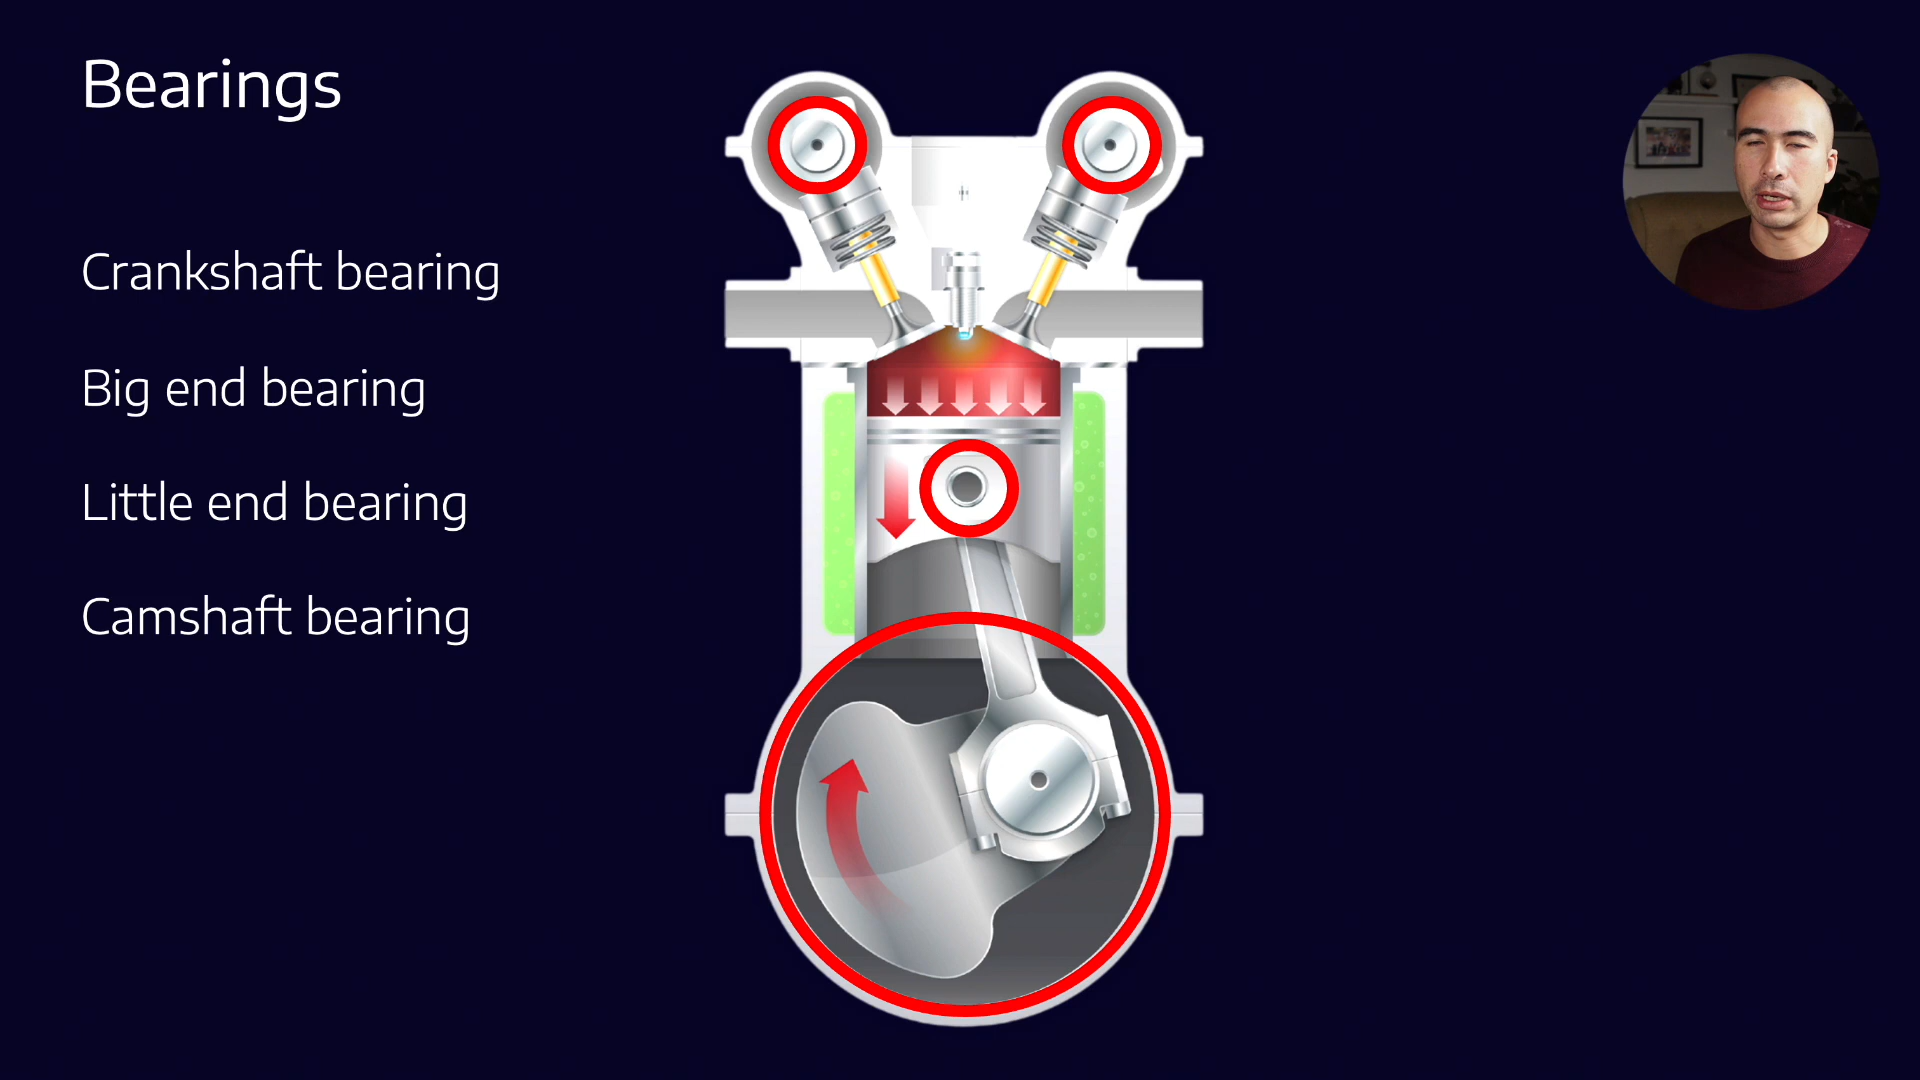 Bearings
Crankshaft bearing
Big end bearing
Little end bearing
Camshaft bearing